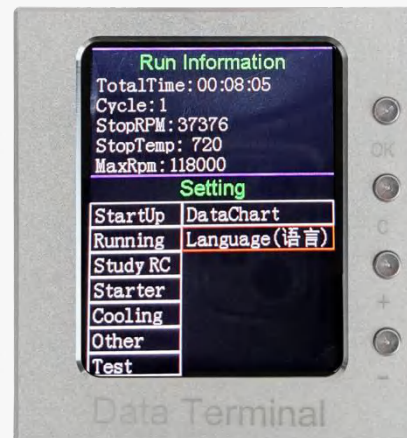 Run Information
TotalTime:00:08:05
Cycle:1
StopRPM:37376
StopTemp: 720
MaxRpm:118000
Setting
StartUp DataChart
Running Language(语言)
Study RC
Starter
Cooling
Other
Test
OK
C
+
-
Data Terminal